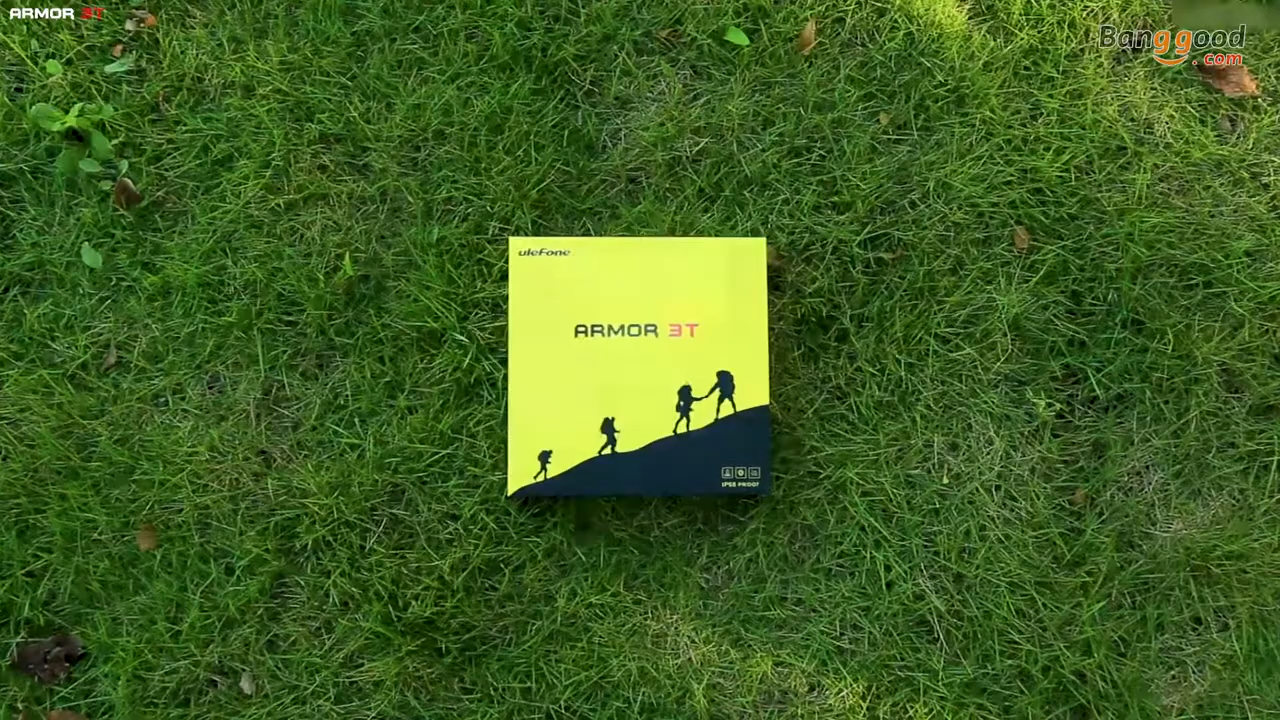 ARMOR 3T
Banggood
.com
uleFone
ARMOR 3T
IP68 PROOF